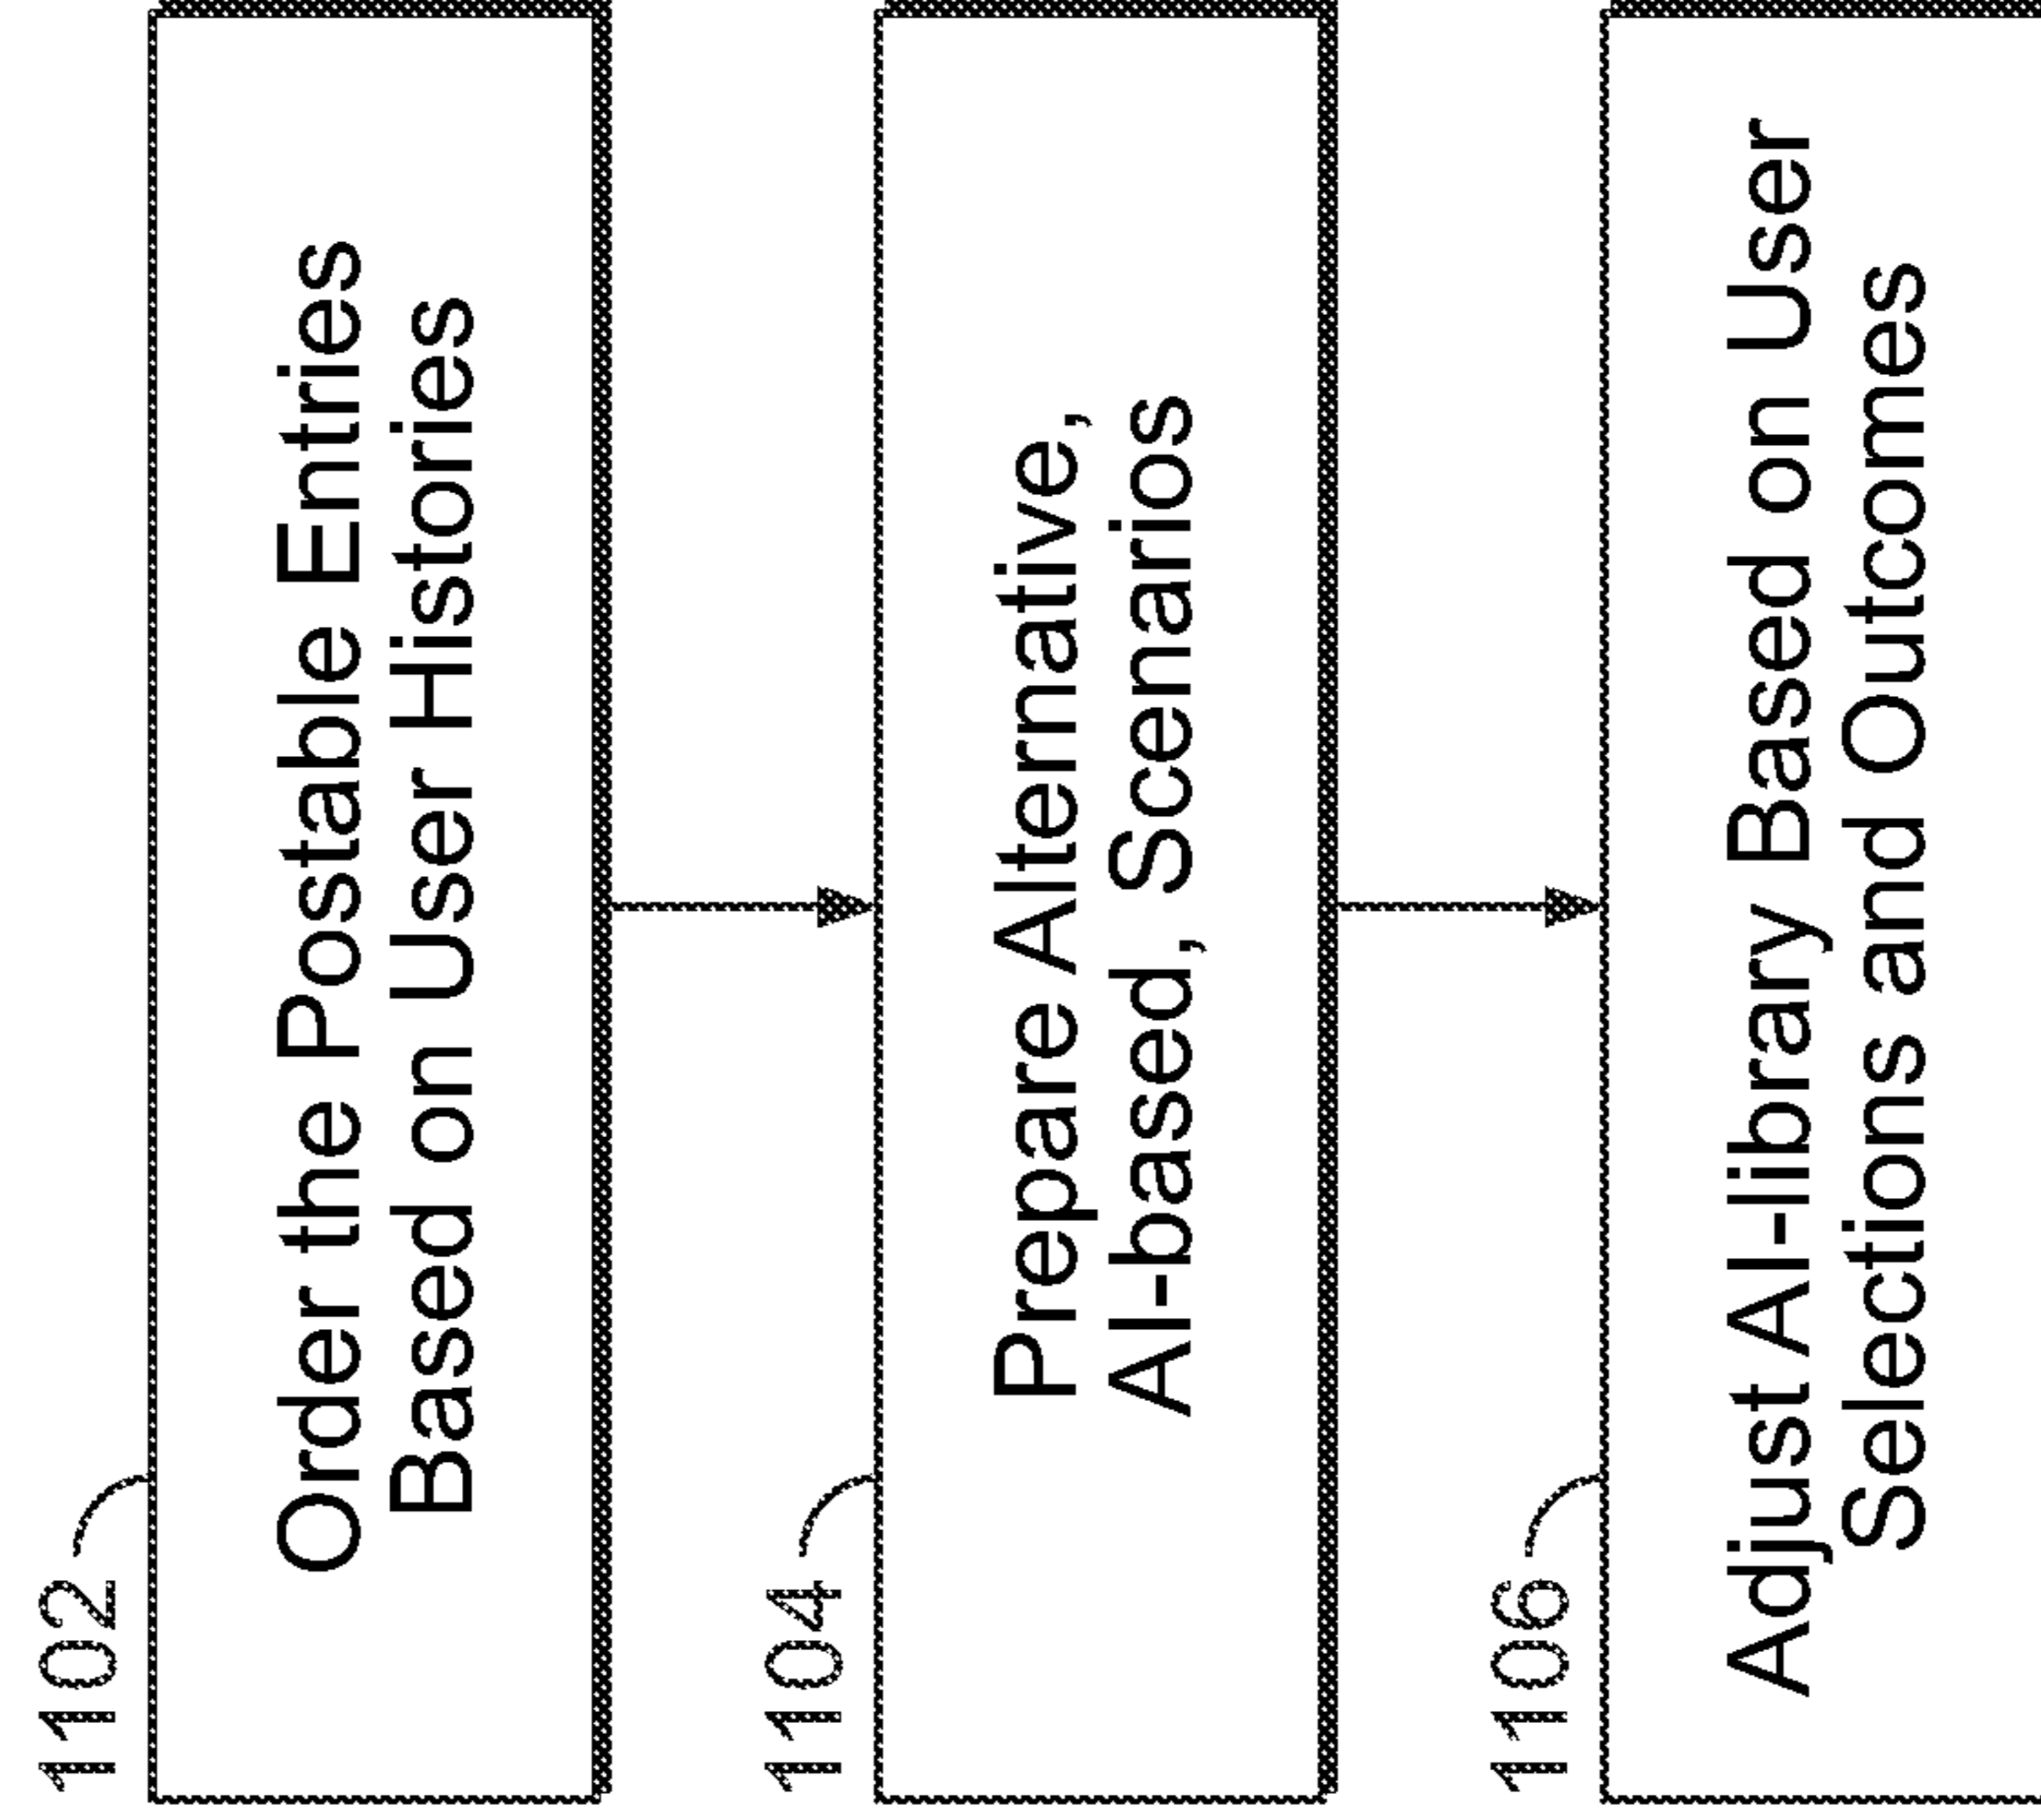 1102
Order the Postable Entries
Based on User Histories
1104
Prepare Alternative,
AI-based, Scenarios
1106
Adjust AI-library Based on User
Selections and Outcomes